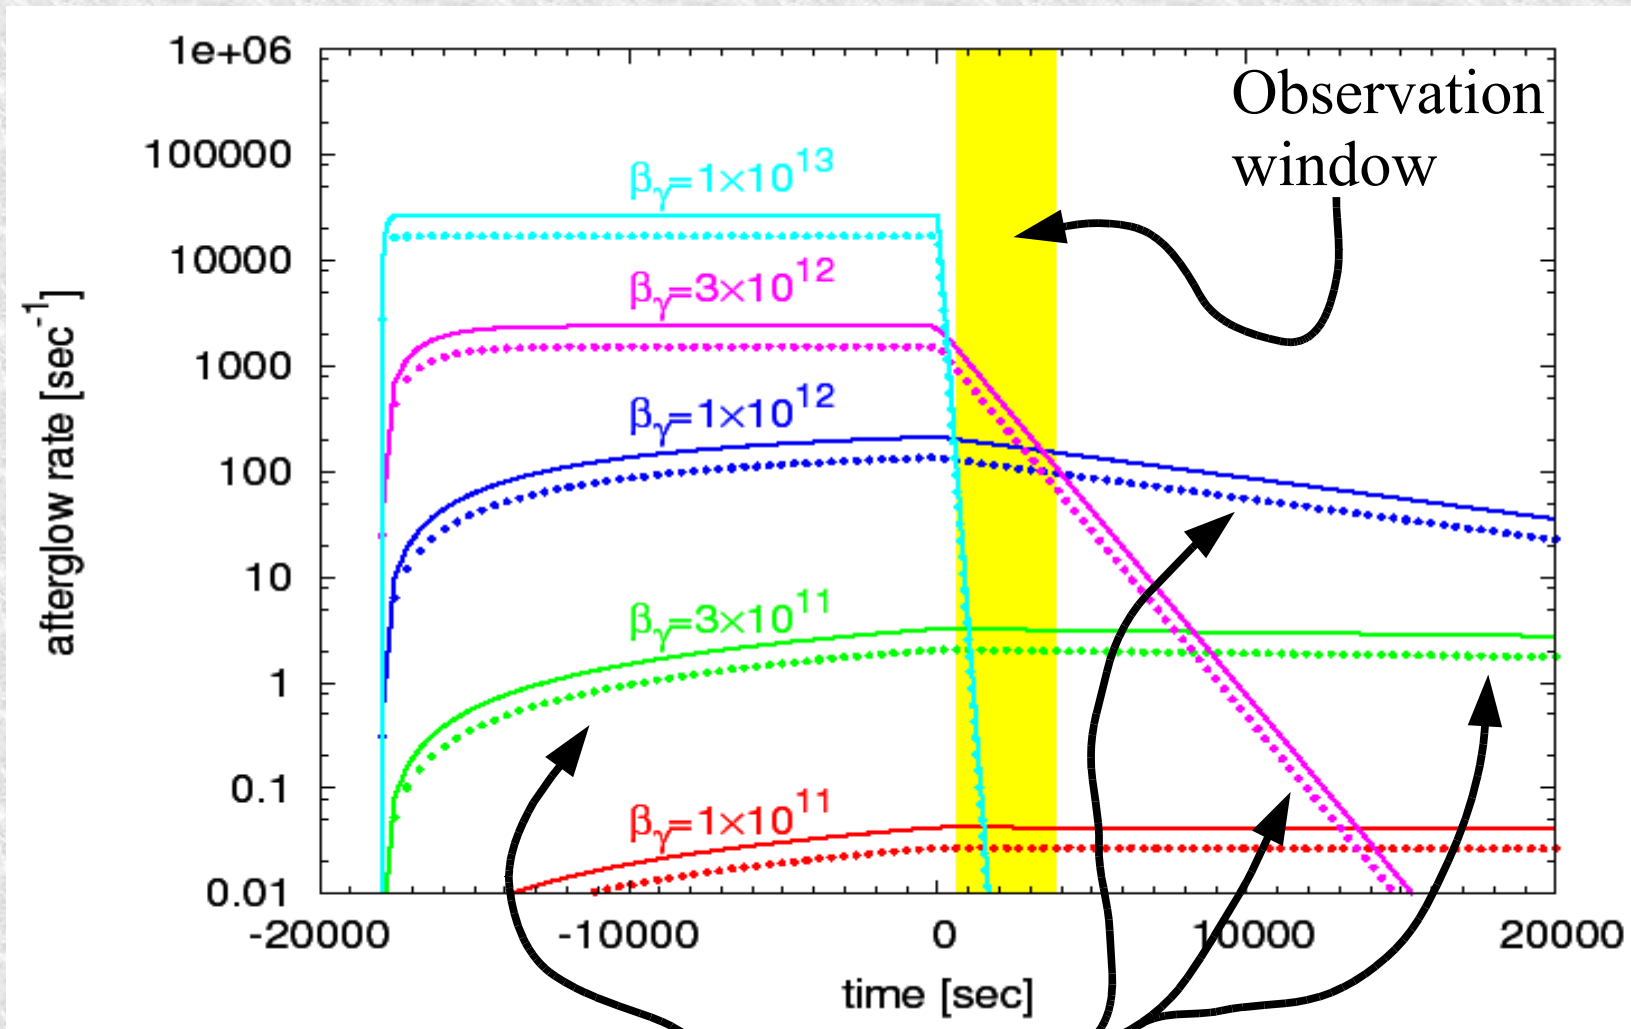 1e+06
100000
10000
1000
100
10
1
0.1
0.01
afterglow rate [sec⁻¹]
Observation
window
βγ=1×10¹³
βγ=3×10¹²
βγ=1×10¹²
βγ=3×10¹¹
βγ=1×10¹¹
-20000 -10000 0 10000 20000
time [sec]